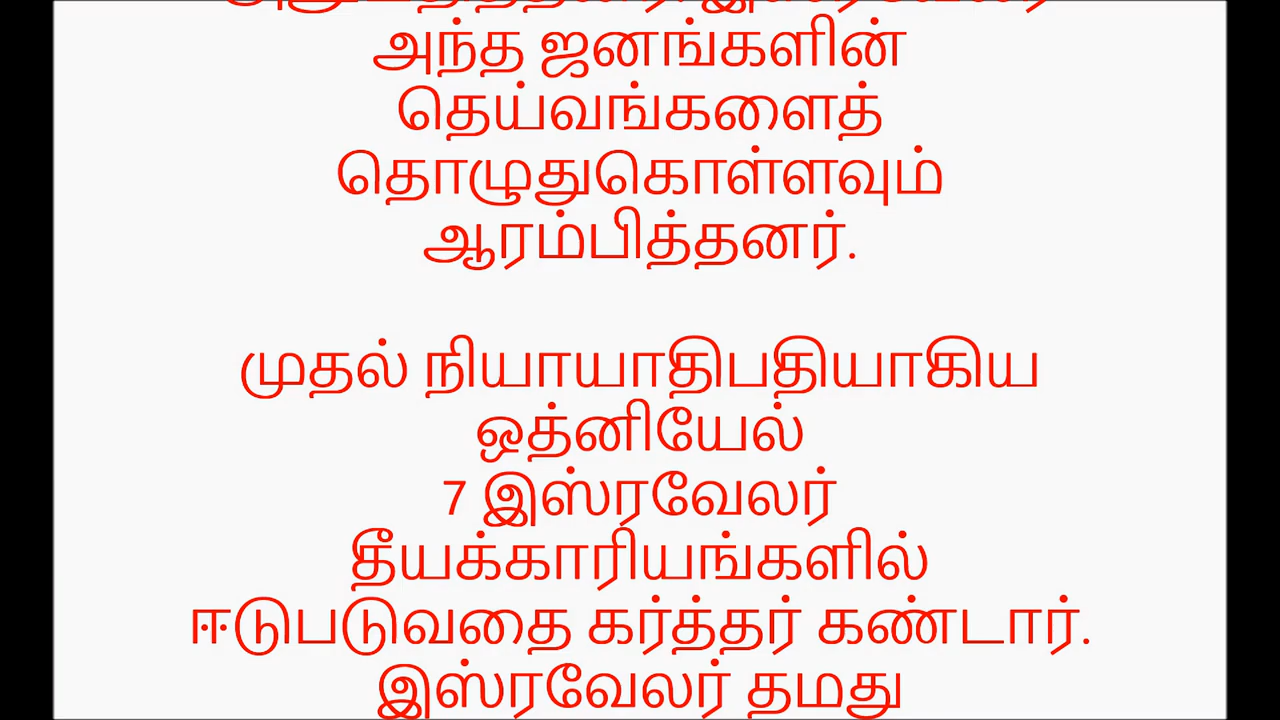 அந்த ஜனங்களின்
தெய்வங்களைத்
தொழுதுகொள்ளவும்
ஆரம்பித்தனர்.
முதல் நியாயாதிபதியாகிய
ஒத்னியேல்
7 இஸ்ரவேலர்
தீயக்காரியங்களில்
ஈடுபடுவதை கர்த்தர் கண்டார்.
இஸ்ரவேலர் தமது